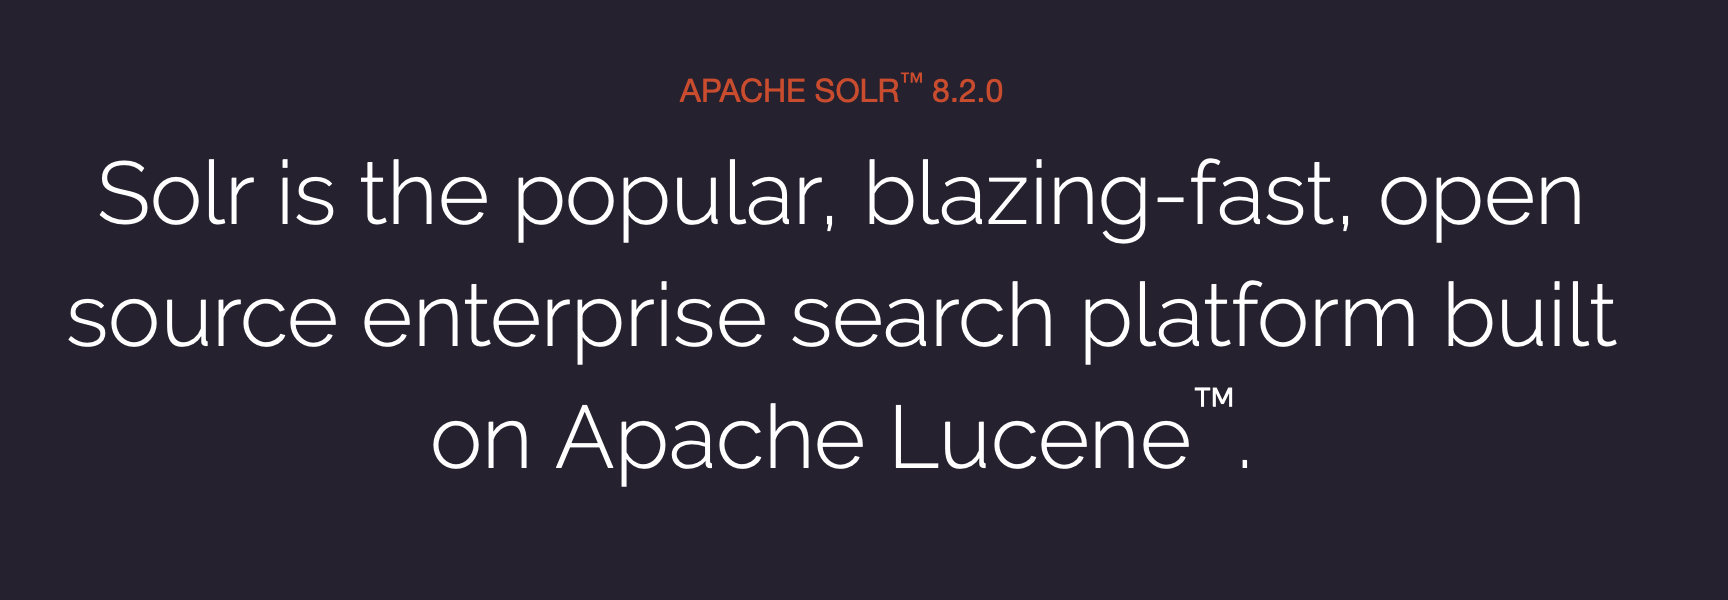 APACHE SOLR™ 8.2.0
Solr is the popular, blazing-fast, open
source enterprise search platform built
on Apache Lucene™.